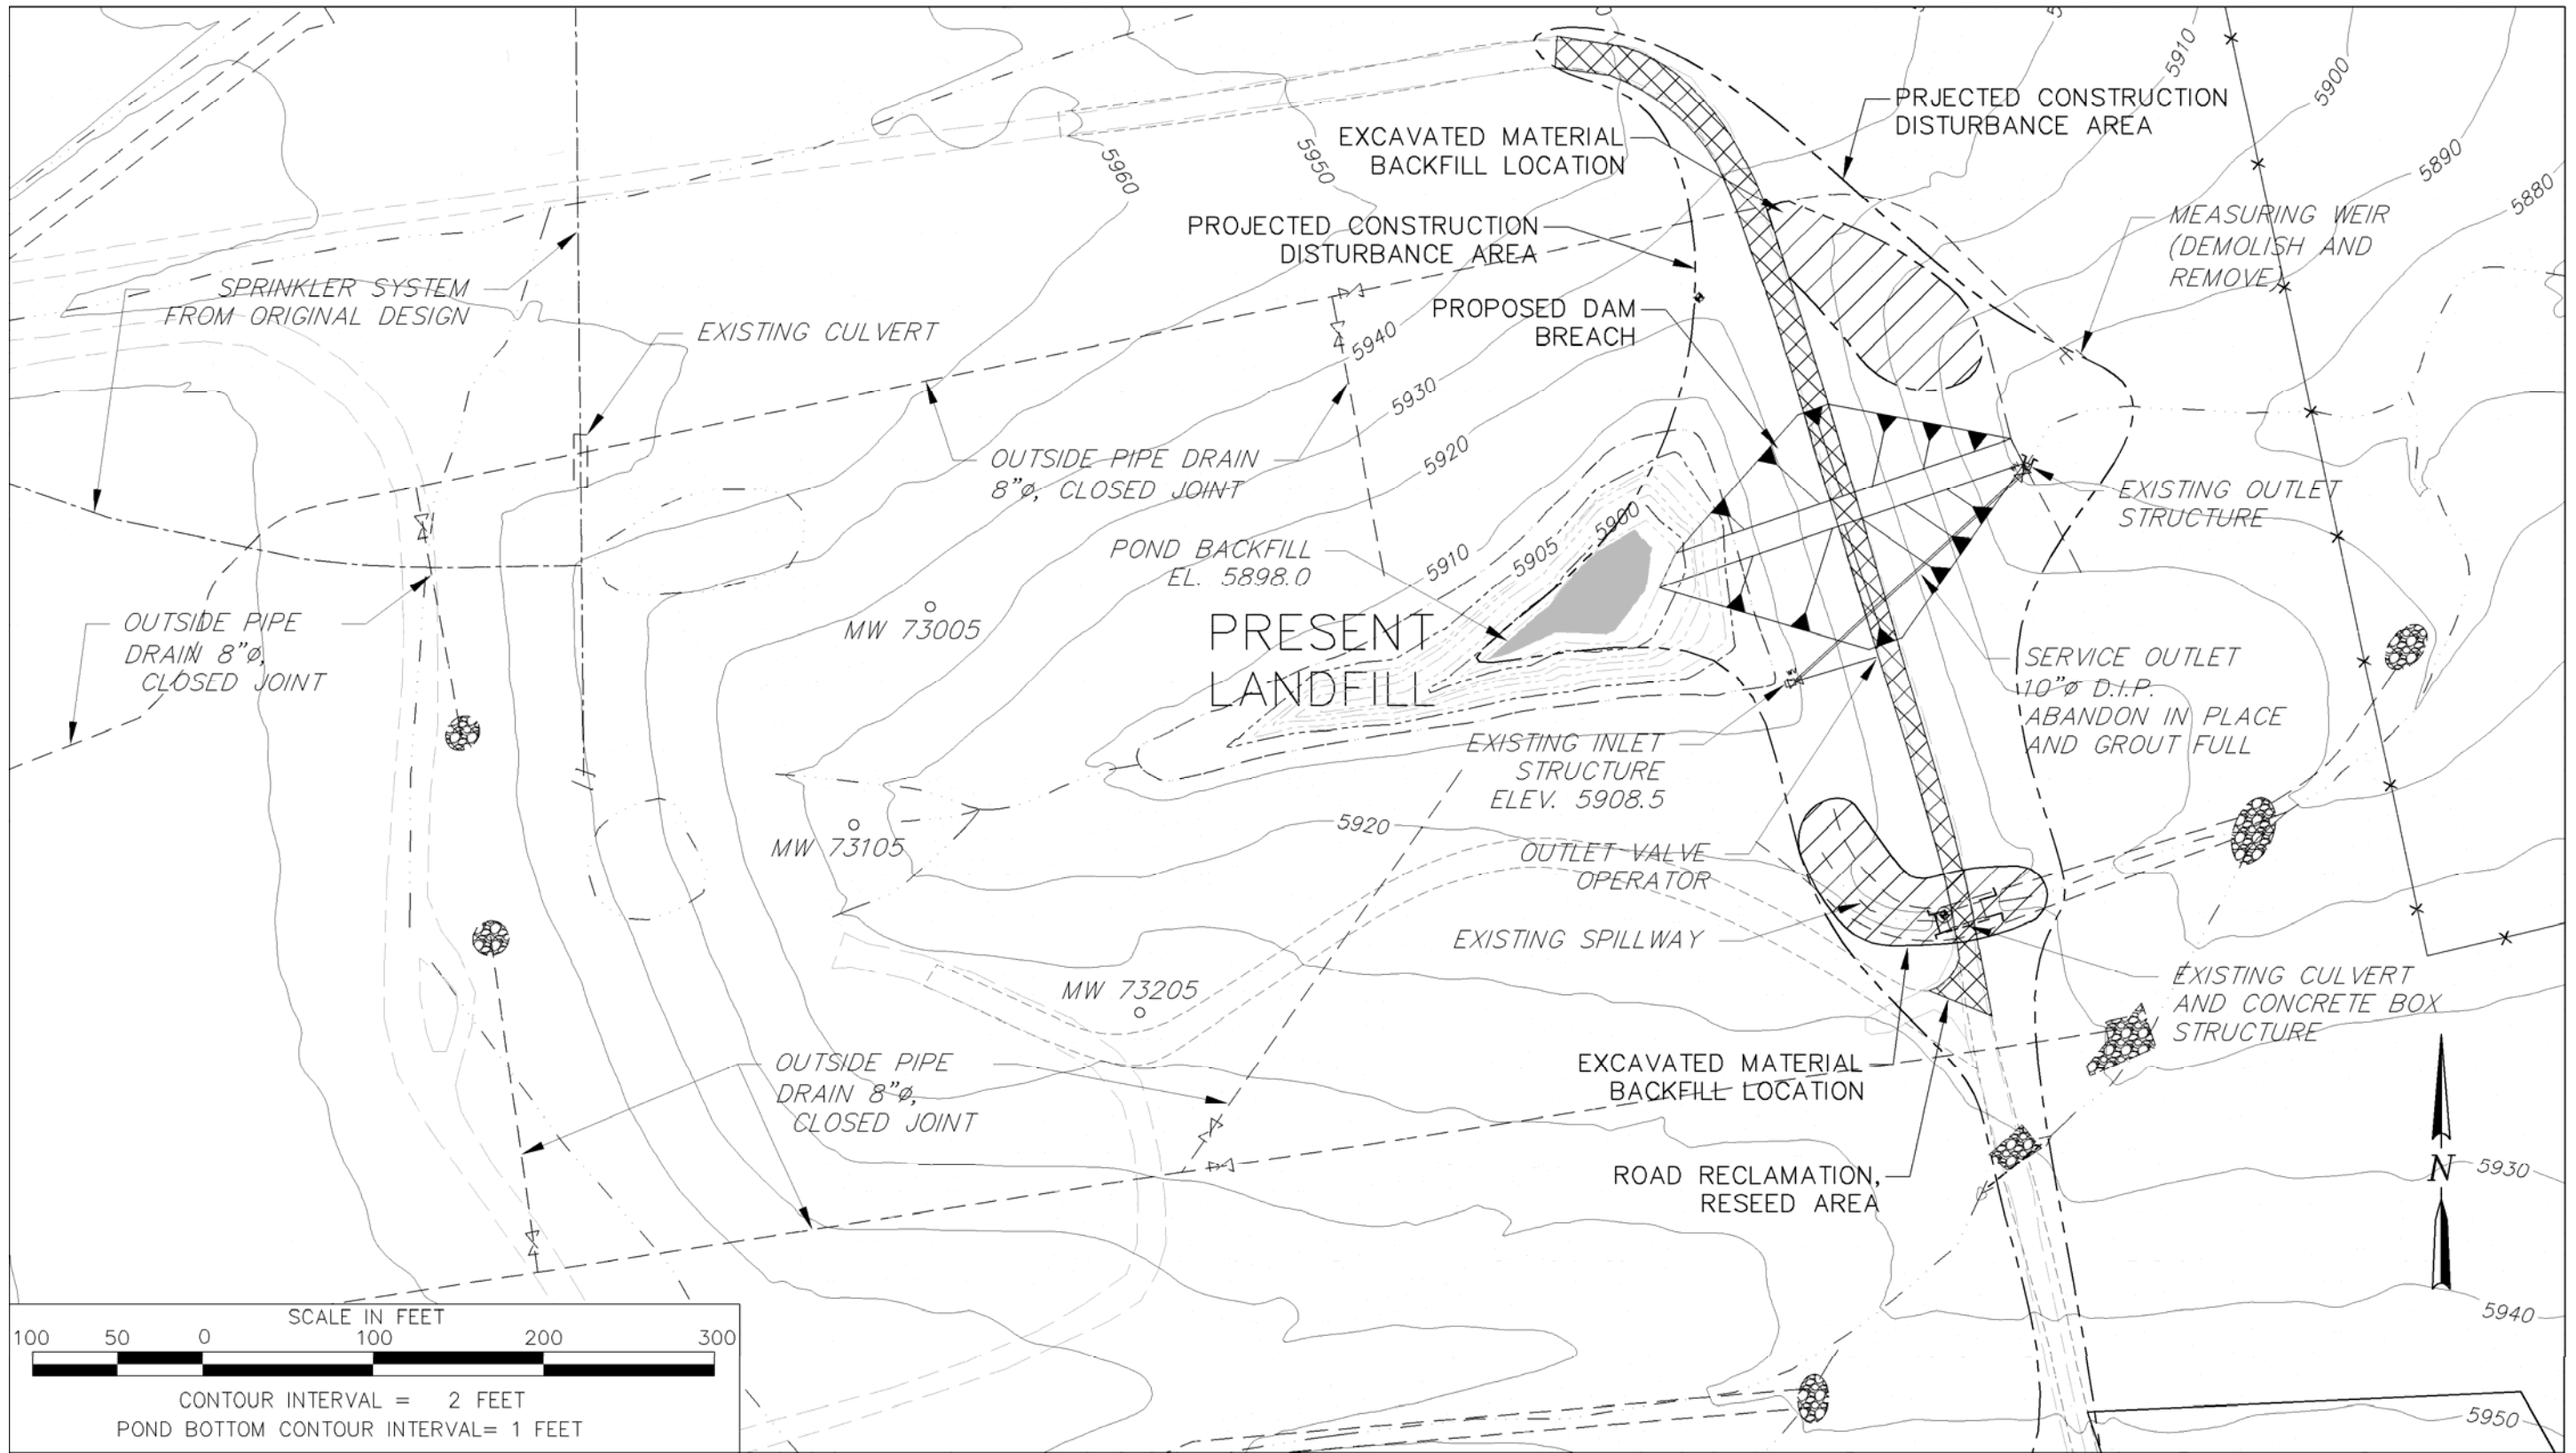 5910
5900
5890
5880
5960
5950
PRJECTED CONSTRUCTION
DISTURBANCE AREA
EXCAVATED MATERIAL
BACKFILL LOCATION
PROJECTED CONSTRUCTION
DISTURBANCE AREA
MEASURING WEIR
(DEMOLISH AND
REMOVE)
SPRINKLER SYSTEM
FROM ORIGINAL DESIGN
EXISTING CULVERT
PROPOSED DAM
BREACH
5940
5930
5920
OUTSIDE PIPE DRAIN
8"ø, CLOSED JOINT
EXISTING OUTLET
STRUCTURE
5900
5905
5910
POND BACKFILL
EL. 5898.0
OUTSIDE PIPE
DRAIN 8"ø,
CLOSED JOINT
MW 73005
PRESENT
LANDFILL
SERVICE OUTLET
10"ø D.I.P.
ABANDON IN PLACE
AND GROUT FULL
EXISTING INLET
STRUCTURE
ELEV. 5908.5
5920
MW 73105
OUTLET VALVE
OPERATOR
EXISTING SPILLWAY
MW 73205
EXISTING CULVERT
AND CONCRETE BOX
STRUCTURE
OUTSIDE PIPE
DRAIN 8"ø,
CLOSED JOINT
EXCAVATED MATERIAL
BACKFILL LOCATION
ROAD RECLAMATION,
RESEED AREA
N
5930
5940
5950
SCALE IN FEET
100 50 0 100 200 300
CONTOUR INTERVAL = 2 FEET
POND BOTTOM CONTOUR INTERVAL= 1 FEET